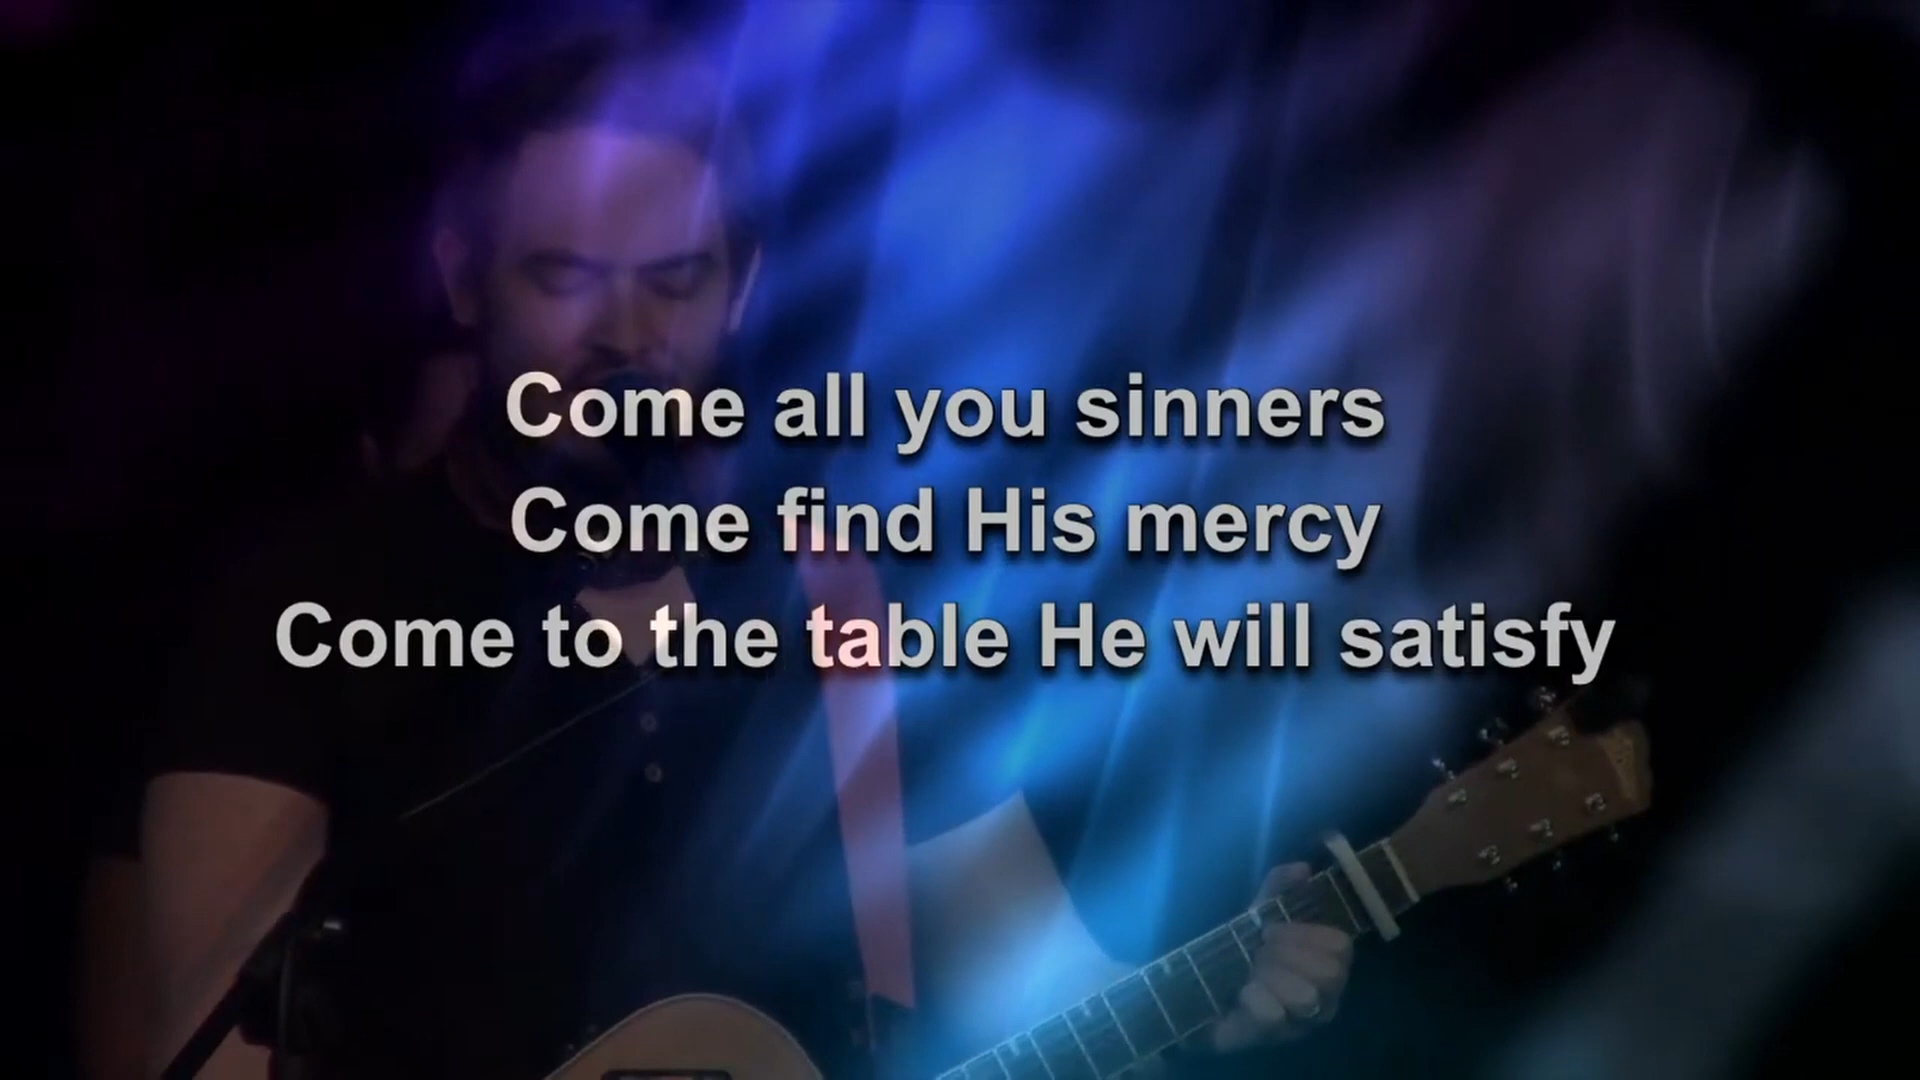 Come all you sinners
Come find His mercy
Come to the table He will satisfy